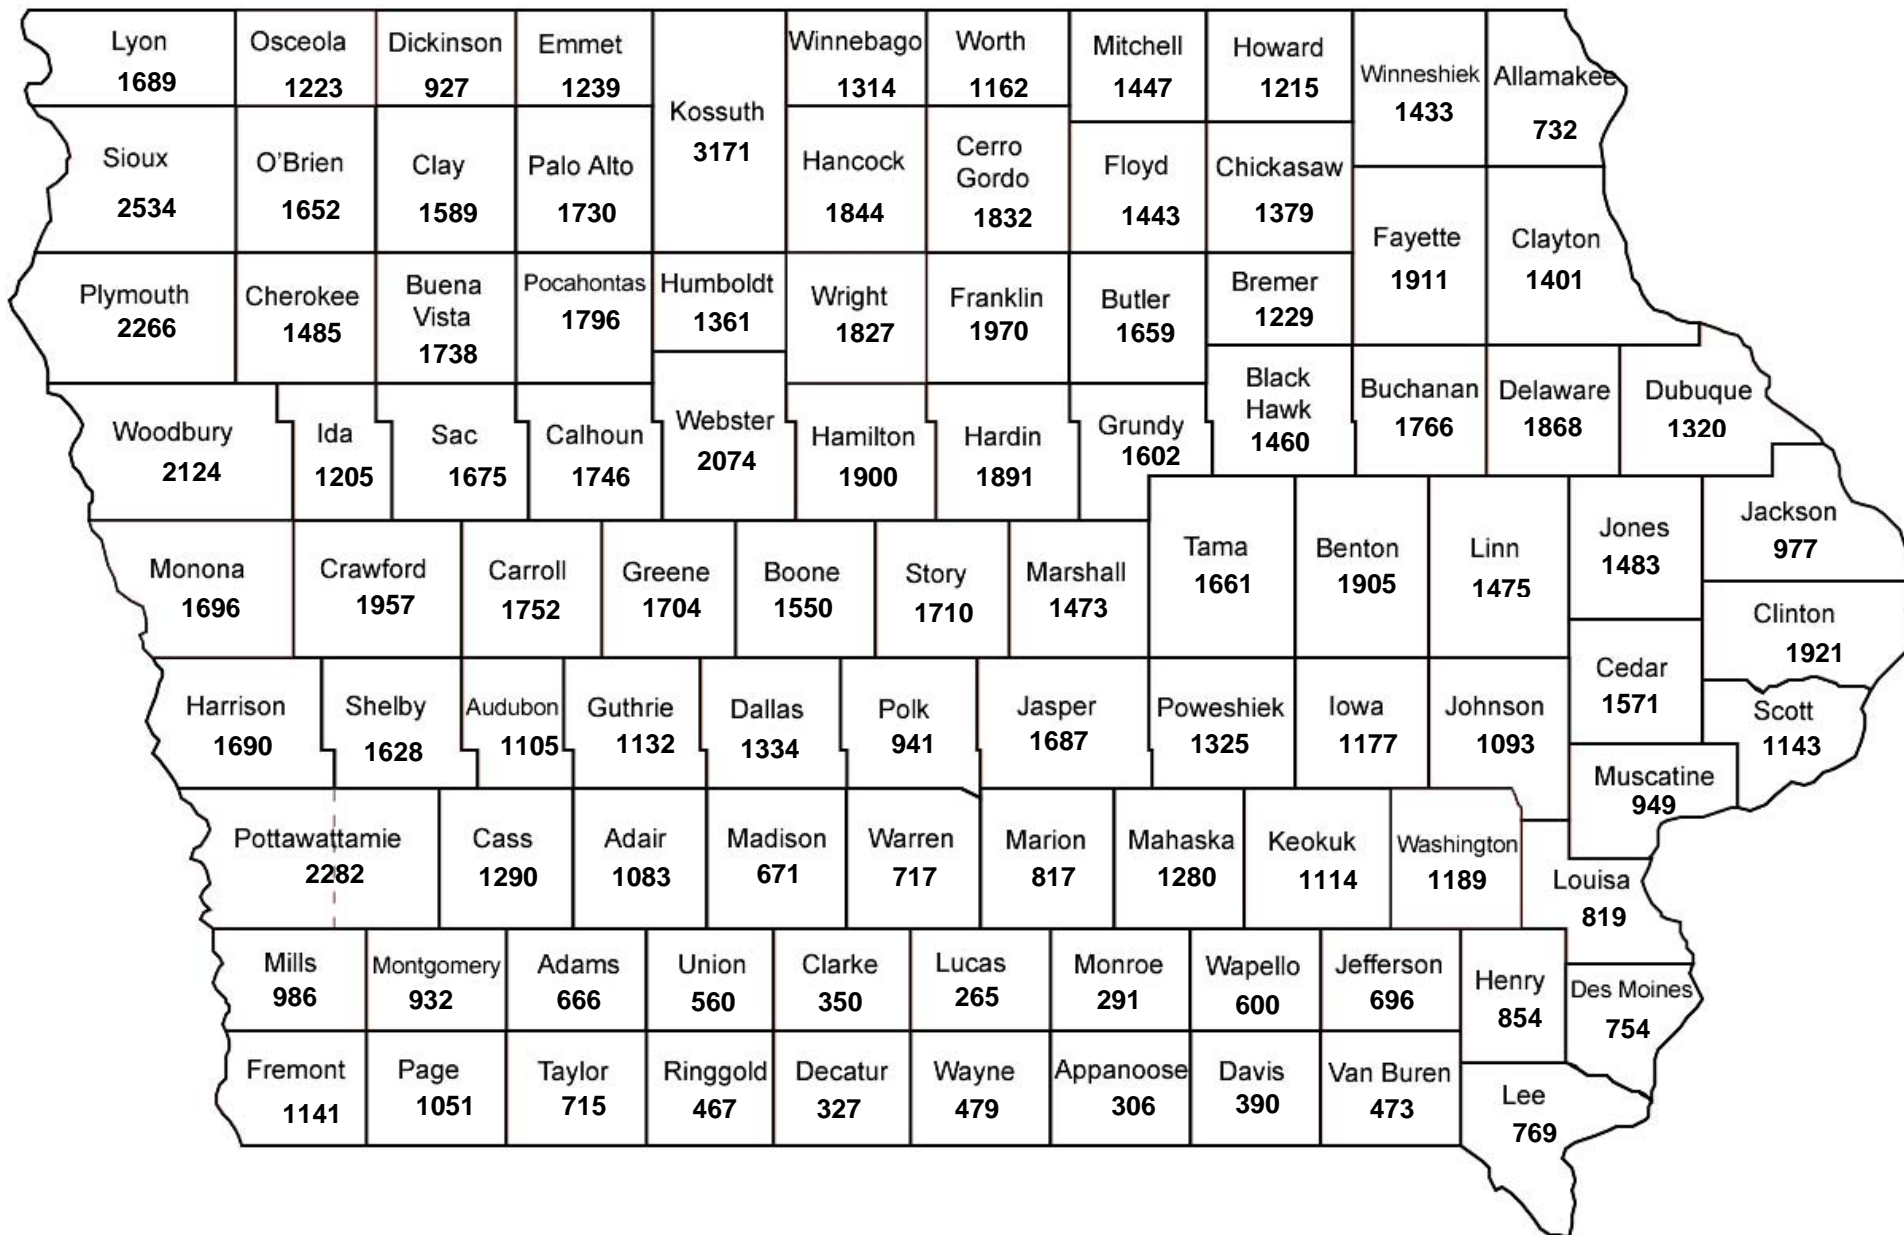 Lyon
1689
Osceola
1223
Dickinson
927
Emmet
1239
Kossuth
3171
Winnebago
1314
Worth
1162
Mitchell
1447
Howard
1215
Winneshiek
1433
Allamakee
732
Sioux
2534
O'Brien
1652
Clay
1589
Palo Alto
1730
Hancock
1844
Cerro
Gordo
1832
Floyd
1443
Chickasaw
1379
Fayette
1911
Clayton
1401
Plymouth
2266
Cherokee
1485
Buena
Vista
1738
Pocahontas
1796
Humboldt
1361
Wright
1827
Franklin
1970
Butler
1659
Bremer
1229
Black
Hawk
1460
Buchanan
1766
Delaware
1868
Dubuque
1320
Woodbury
2124
Ida
1205
Sac
1675
Calhoun
1746
Webster
2074
Hamilton
1900
Hardin
1891
Grundy
1602
Monona
1696
Crawford
1957
Carroll
1752
Greene
1704
Boone
1550
Story
1710
Marshall
1473
Tama
1661
Benton
1905
Linn
1475
Jones
1483
Jackson
977
Clinton
1921
Cedar
1571
Scott
1143
Harrison
1690
Shelby
1628
Audubon
1105
Guthrie
1132
Dallas
1334
Polk
941
Jasper
1687
Poweshiek
1325
Iowa
1177
Johnson
1093
Muscatine
949
Pottawattamie
2282
Cass
1290
Adair
1083
Madison
671
Warren
717
Marion
817
Mahaska
1280
Keokuk
1114
Washington
1189
Louisa
819
Mills
986
Montgomery
932
Adams
666
Union
560
Clarke
350
Lucas
265
Monroe
291
Wapello
600
Jefferson
696
Henry
854
Des Moines
754
Fremont
1141
Page
1051
Taylor
715
Ringgold
467
Decatur
327
Wayne
479
Appanoose
306
Davis
390
Van Buren
473
Lee
769